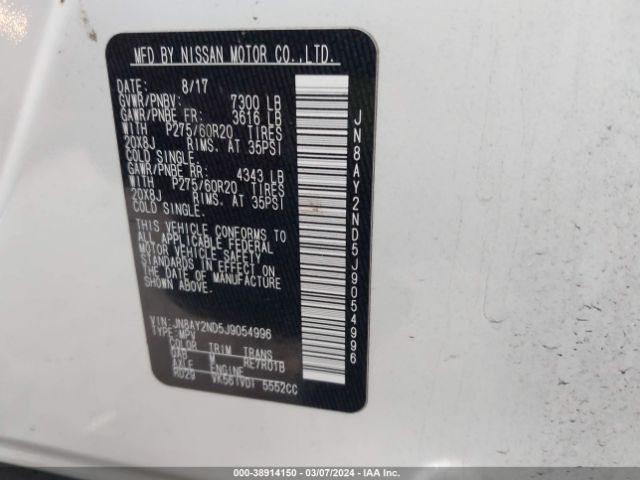 MFD BY NISSAN MOTOR CO.,LTD.
DATE: 8/17
GVWR/PNBV: 7300 LB
GAWR/PNBE FR: 3616 LB
WITH P275/60R20 TIRES
20X8J RIMS. AT 35PSI
COLD SINGLE.
GAWR/PNBE RR: 4343 LB
WITH P275/60R20 TIRES
20X8J RIMS. AT 35PSI
COLD SINGLE.
THIS VEHICLE CONFORMS TO
ALL APPLICABLE FEDERAL
MOTOR VEHICLE SAFETY
STANDARDS IN EFFECT ON
THE DATE OF MANUFACTURE
SHOWN ABOVE.
VIN: JN8AY2ND5J9054996
TYPE: MPV
COLOR TRIM TRANS
QAB M RE7R01B
AXLE ENGINE
RD29 VK56(VD) 5552CC
JN8AY2ND5J9054996
000-38914150 — 03/07/2024 — IAA Inc.